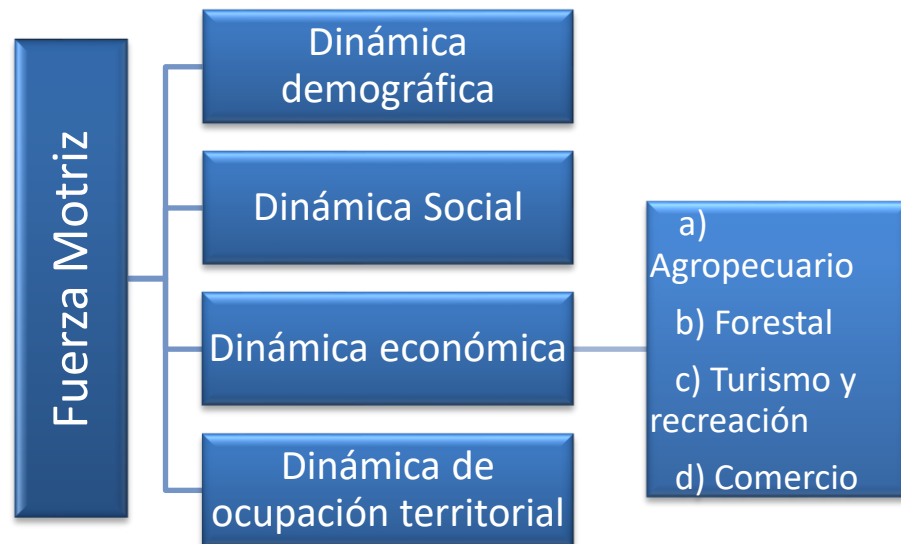 Fuerza Motriz
Dinámica
demográfica
Dinámica Social
Dinámica económica
Dinámica de
ocupación territorial
a)
Agropecuario
b) Forestal
c) Turismo y
recreación
d) Comercio